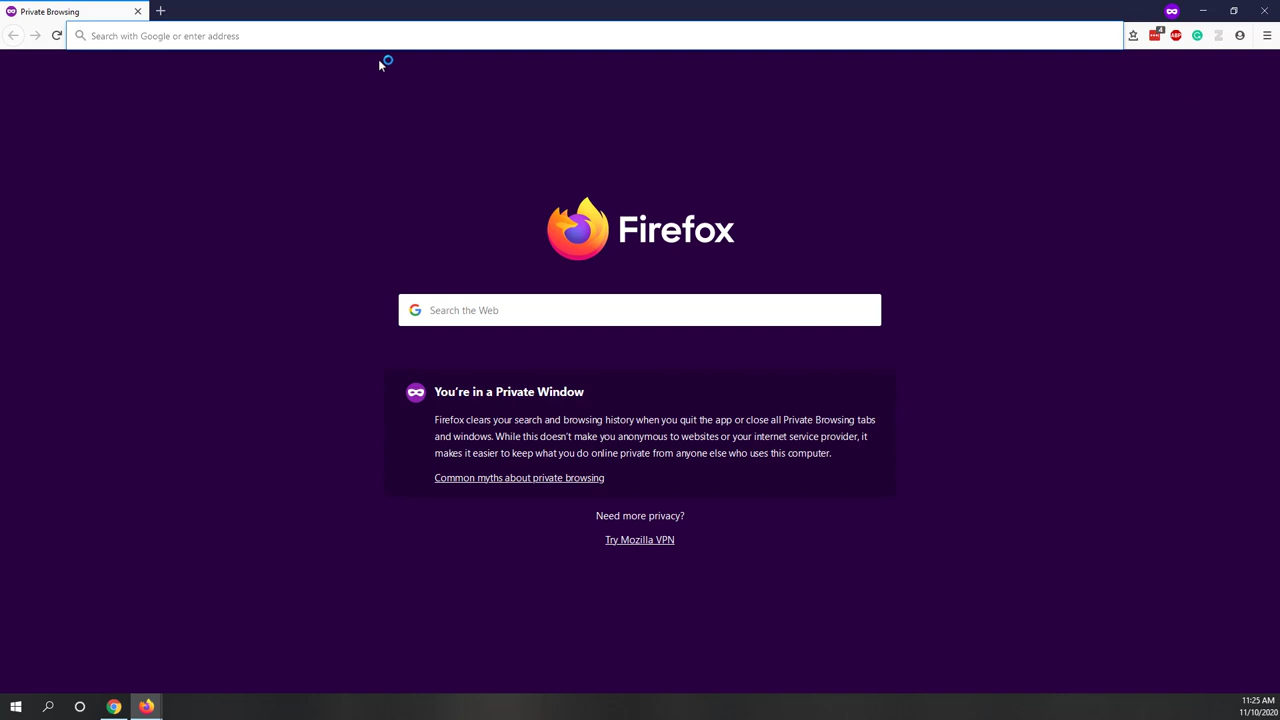 Private Browsing
Search with Google or enter address
4
ABP
Firefox
Search the Web
You're in a Private Window
Firefox clears your search and browsing history when you quit the app or close all Private Browsing tabs
and windows. While this doesn't make you anonymous to websites or your internet service provider, it
makes it easier to keep what you do online private from anyone else who uses this computer.
Common myths about private browsing
Need more privacy?
Try Mozilla VPN
11:25 AM
11/10/2020